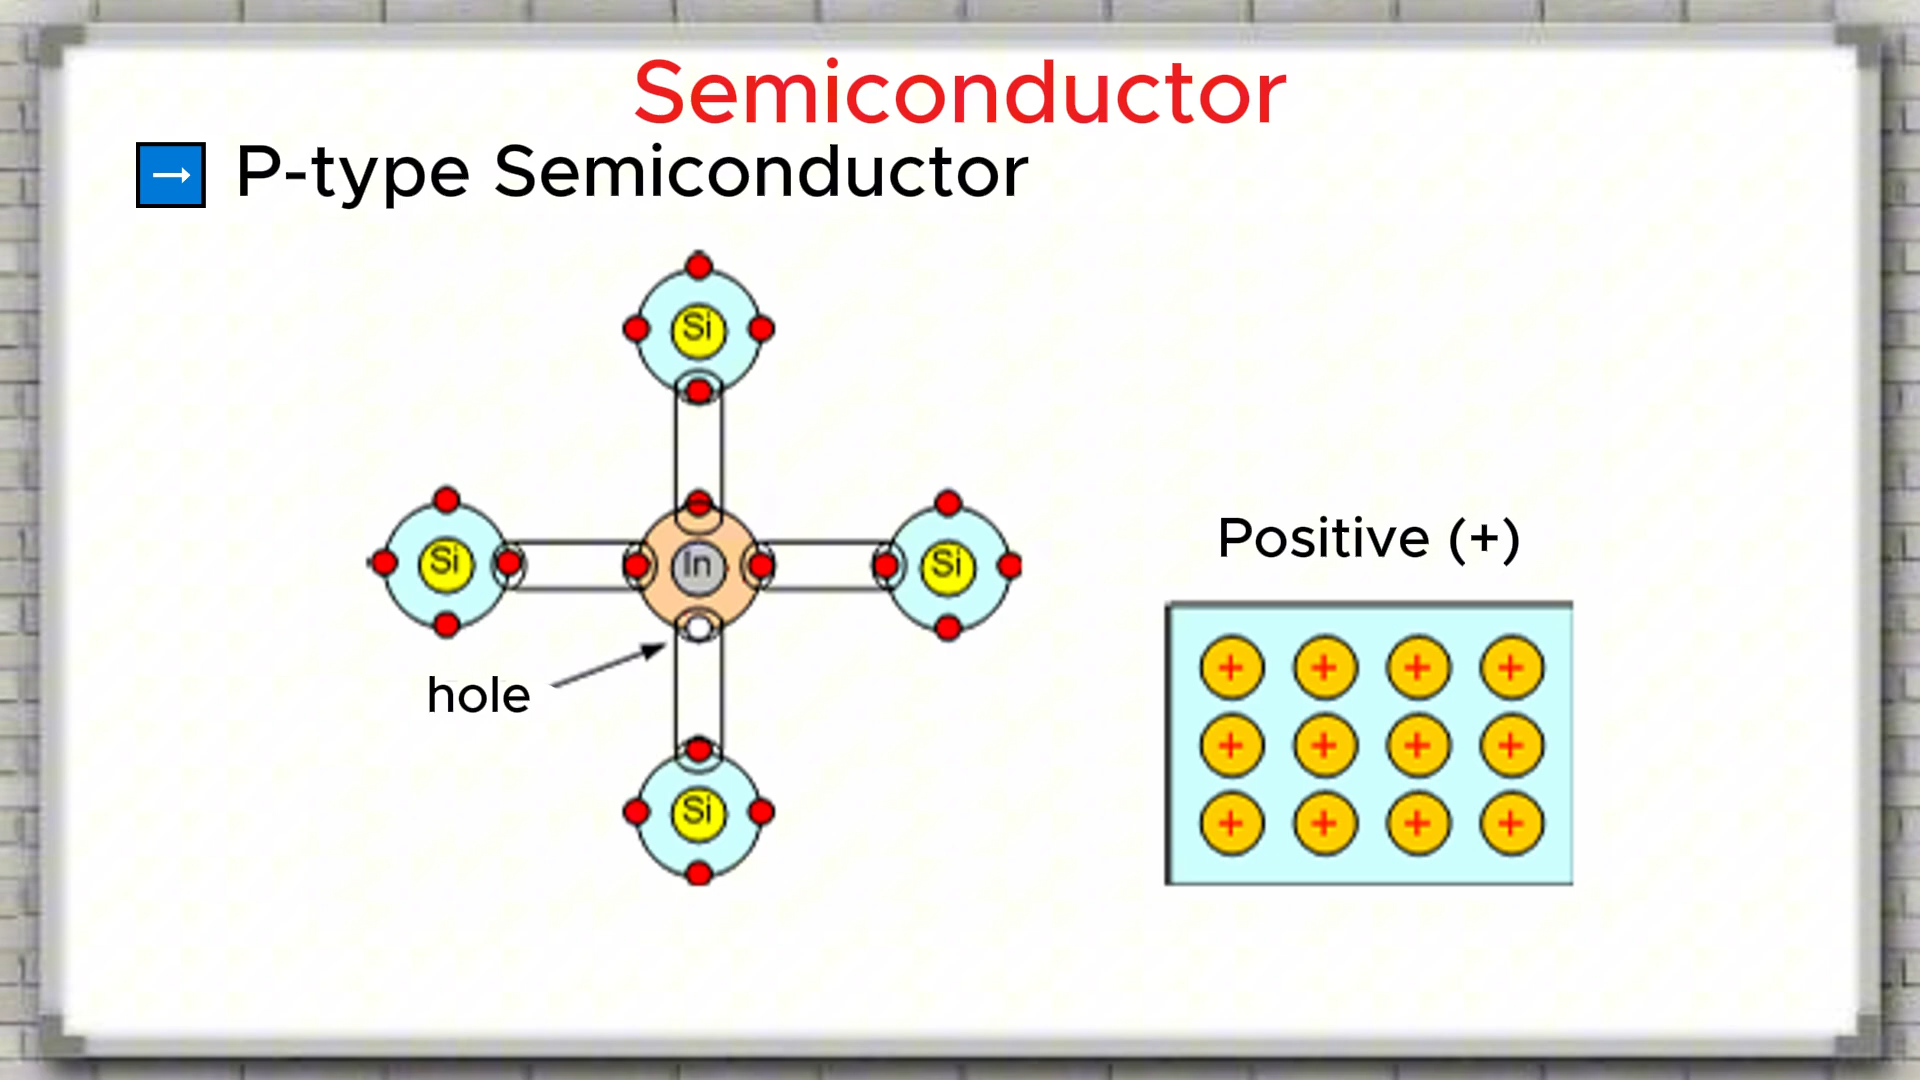 Semiconductor
→ P-type Semiconductor
Si
Si
In
Si
Positive (+)
hole
+ + + +
+ + + +
+ + + +
Si